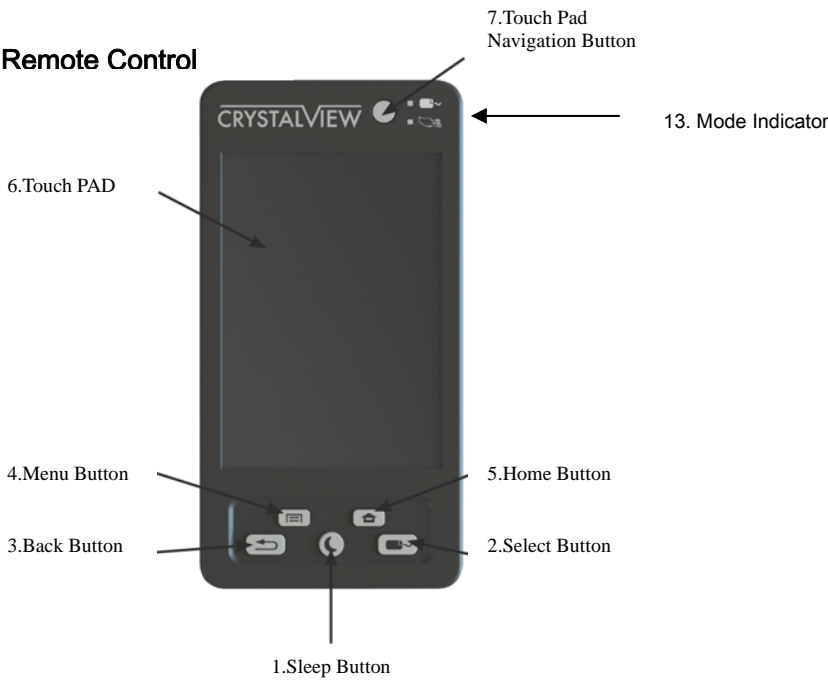 7.Touch Pad
Navigation Button
Remote Control
CRYSTALVIEW
13. Mode Indicator
6.Touch PAD
4.Menu Button
5.Home Button
3.Back Button
2.Select Button
1.Sleep Button